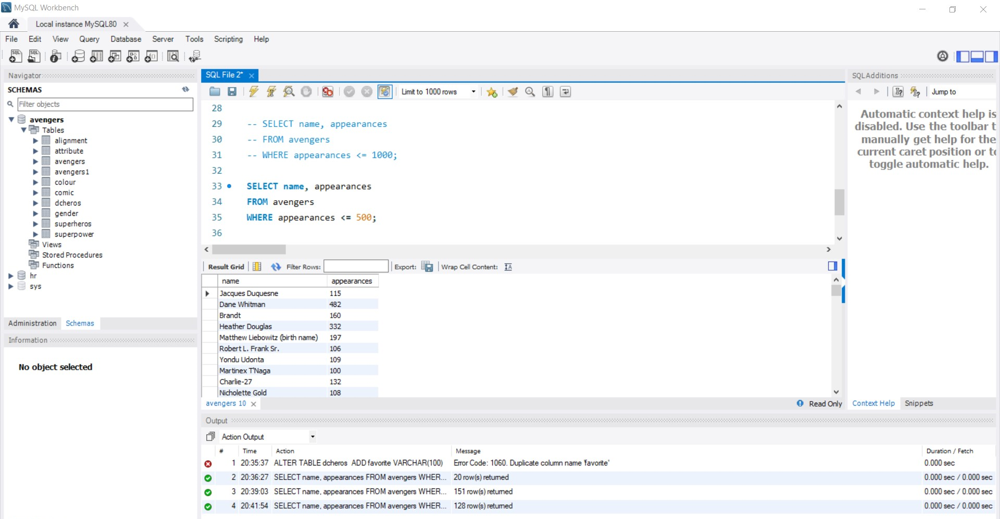 MySQL Workbench
Local instance MySQL80
File Edit View Query Database Server Tools Scripting Help
Navigator
SCHEMAS
Filter objects
avengers
Tables
alignment
attribute
avengers
avengers1
colour
comic
dcheros
gender
superheros
superpower
Views
Stored Procedures
Functions
hr
sys
Administration Schemas
Information
No object selected
SQL File 2*
Limit to 1000 rows
28
29 -- SELECT name, appearances
30 -- FROM avengers
31 -- WHERE appearances <= 1000;
32
33 SELECT name, appearances
34 FROM avengers
35 WHERE appearances <= 500;
36
Result Grid Filter Rows: Export: Wrap Cell Content:
name appearances
Jacques Duquesne 115
Dane Whitman 482
Brandt 160
Heather Douglas 332
Matthew Liebowitz (birth name) 197
Robert L. Frank Sr. 106
Yondu Udonta 109
Martinex T'Naga 100
Charlie-27 132
Nicholette Gold 108
avengers 10 Read Only
SQLAdditions
Jump to
Automatic context help is
disabled. Use the toolbar t
manually get help for the
current caret position or to
toggle automatic help.
Context Help Snippets
Output
Action Output
# Time Action Message Duration / Fetch
1 20:35:37 ALTER TABLE dcheros ADD favorite VARCHAR(100) Error Code: 1060. Duplicate column name 'favorite' 0.000 sec
2 20:36:27 SELECT name, appearances FROM avengers WHER... 20 row(s) returned 0.000 sec / 0.000 sec
3 20:39:03 SELECT name, appearances FROM avengers WHER... 151 row(s) returned 0.000 sec / 0.000 sec
4 20:41:54 SELECT name, appearances FROM avengers WHER... 128 row(s) returned 0.000 sec / 0.000 sec